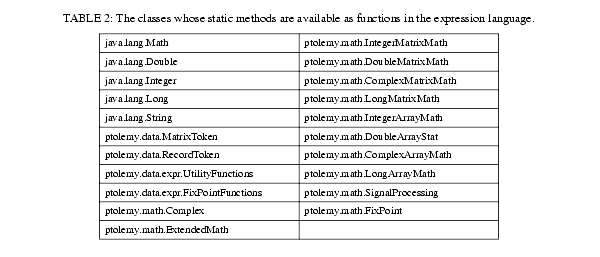 TABLE 2: The classes whose static methods are available as functions in the expression language.
java.lang.Math ptolemy.math.IntegerMatrixMath
java.lang.Double ptolemy.math.DoubleMatrixMath
java.lang.Integer ptolemy.math.ComplexMatrixMath
java.lang.Long ptolemy.math.LongMatrixMath
java.lang.String ptolemy.math.IntegerArrayMath
ptolemy.data.MatrixToken ptolemy.math.DoubleArrayStat
ptolemy.data.RecordToken ptolemy.math.ComplexArrayMath
ptolemy.data.expr.UtilityFunctions ptolemy.math.LongArrayMath
ptolemy.data.expr.FixPointFunctions ptolemy.math.SignalProcessing
ptolemy.math.Complex ptolemy.math.FixPoint
ptolemy.math.ExtendedMath